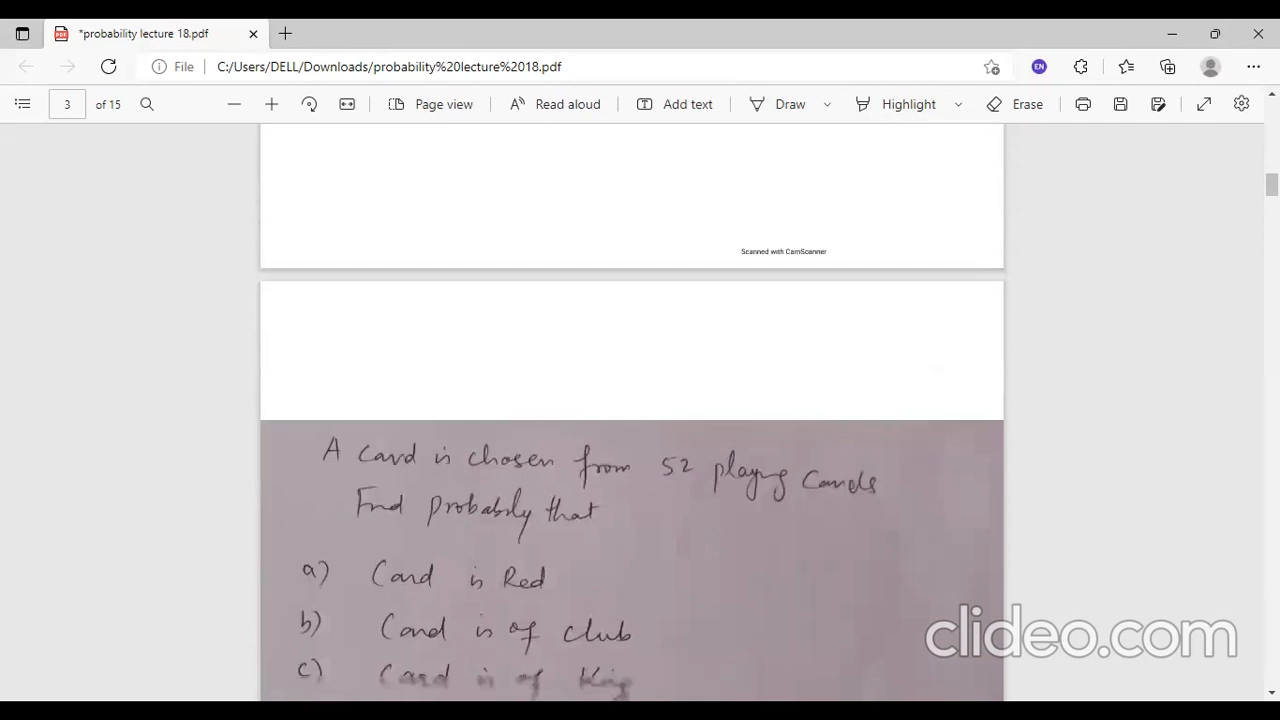 *probability lecture 18.pdf
File
C:/Users/DELL/Downloads/probability%20lecture%2018.pdf
EN
3 of 15
Page view
Read aloud
Add text
Draw
Highlight
Erase
Scanned with CamScanner
A card is chosen from 52 playing cards
Find probabily that
a) Card is Red
b) Card is of club
c) Card is of King
clideo.com